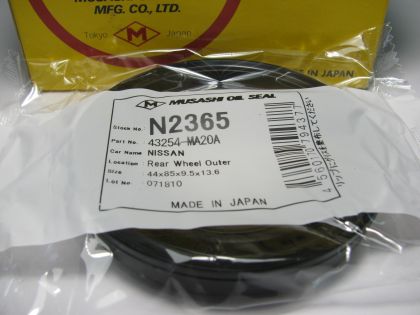 MFG. CO., LTD.
Tokyo M Japan
IN JAPAN
M MUSASHI OIL SEAL
Stock No. N2365
Part No. 43254-MA20A
Car Name NISSAN
Location Rear Wheel Outer
Size 44x85x9.5x13.6
Lot No 071810
MADE IN JAPAN